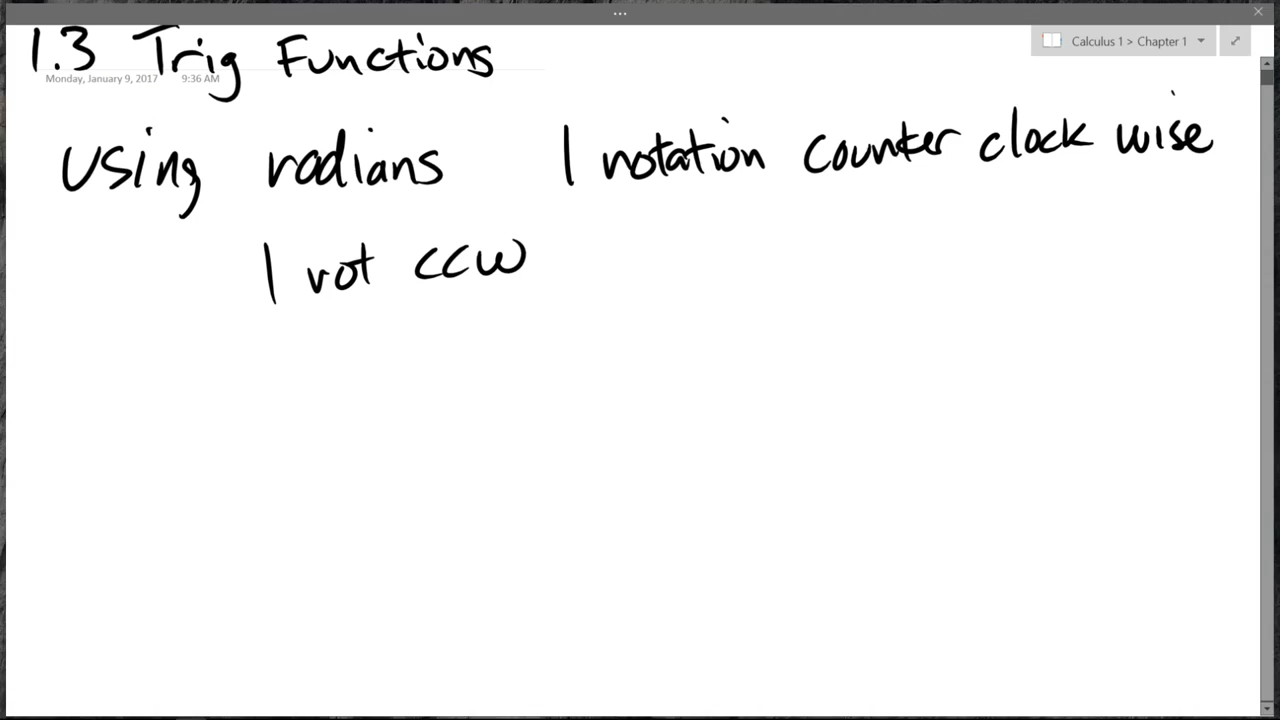 ...
Calculus 1 > Chapter 1
1.3 Trig Functions
Monday, January 9, 2017 9:36 AM
Using radians 1 rotation counter clock wise
1 rot CCW